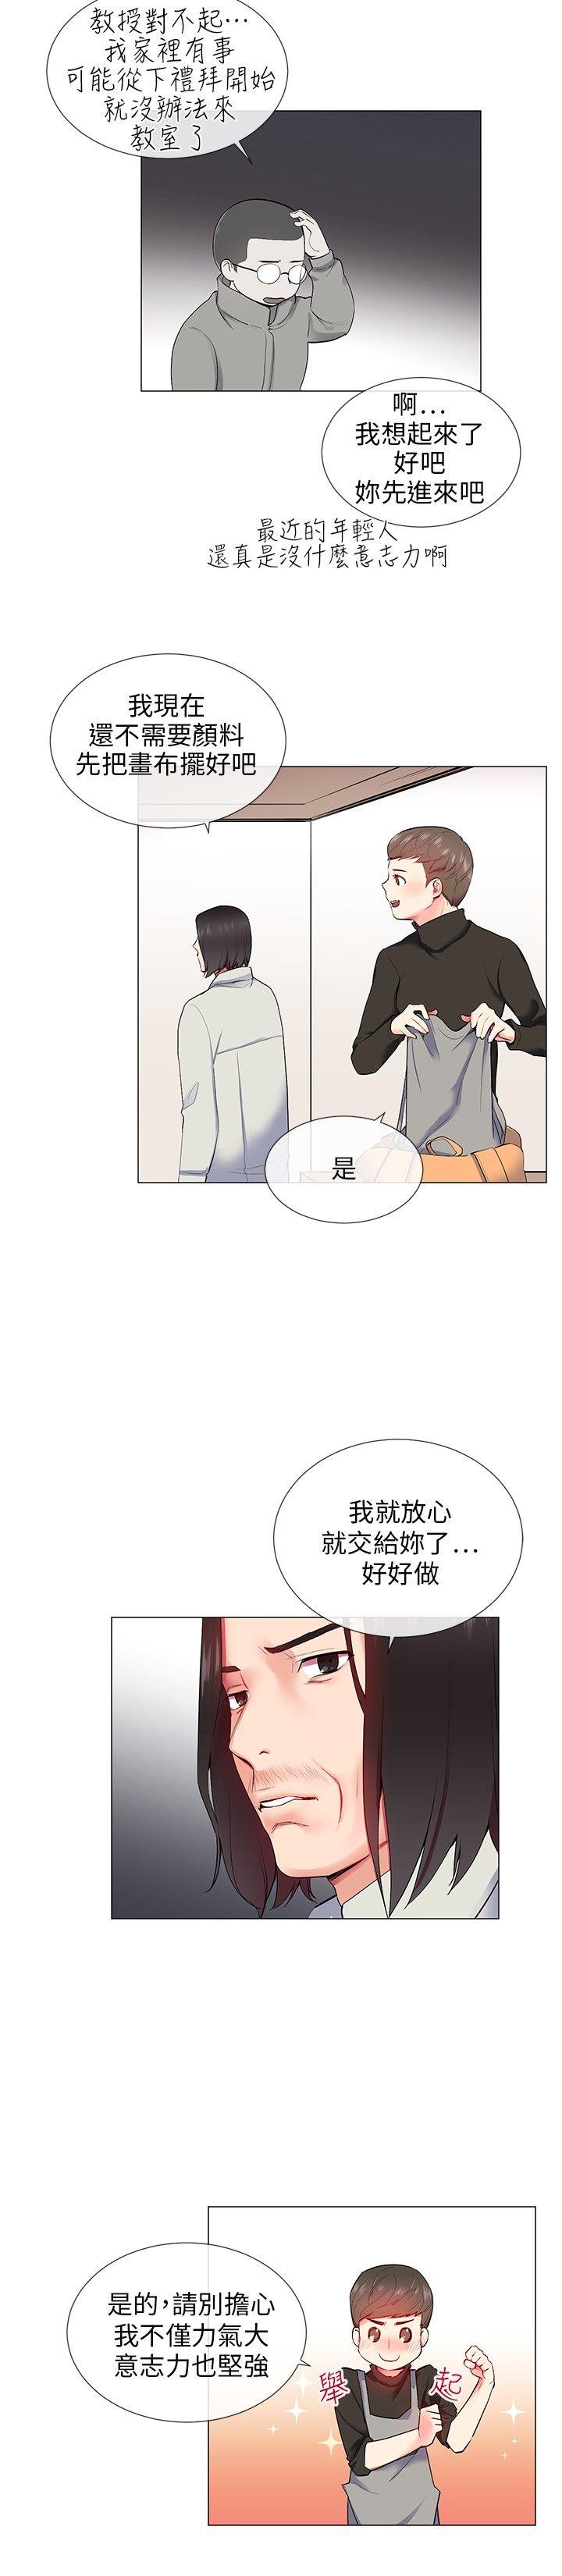 教授對不起…
我家裡有事
可能從下禮拜開始
就沒辦法來
教室了
啊...
我想起來了
好吧
妳先進來吧
最近的年輕人
還真是沒什麼意志力啊
我現在
還不需要顏料
先把畫布擺好吧
是
我就放心
就交給妳了...
好好做
是的,請別擔心
我不僅力氣大
意志力也堅強
舉 起